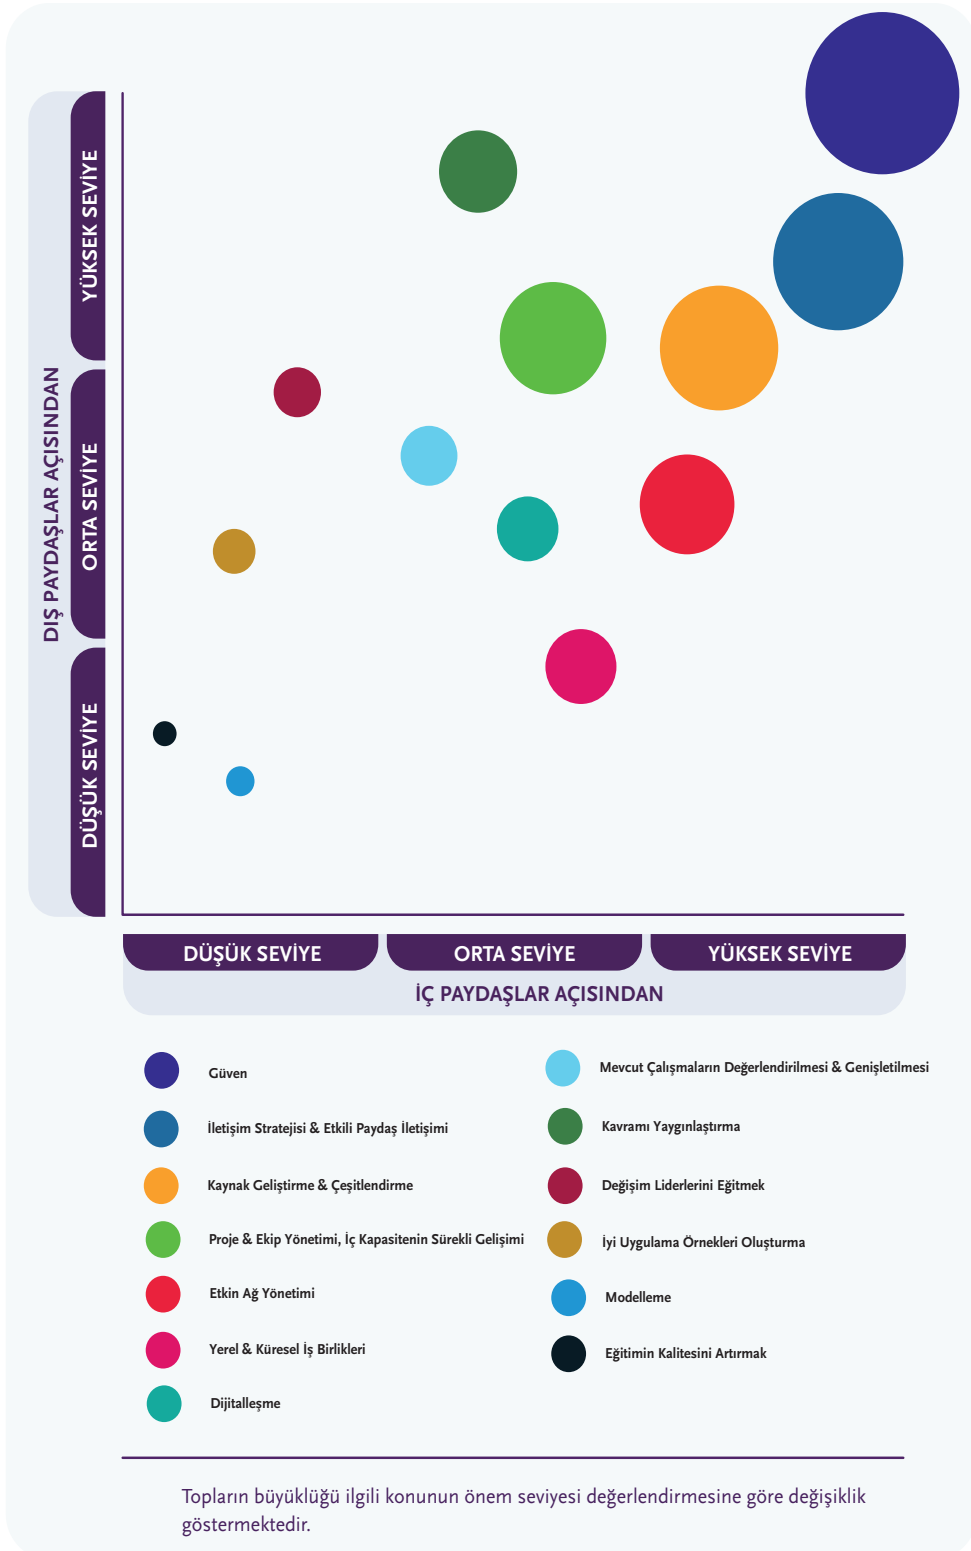 DIŞ PAYDAŞLAR AÇISINDAN
YÜKSEK SEVİYE
ORTA SEVİYE
DÜŞÜK SEVİYE
DÜŞÜK SEVİYE
ORTA SEVİYE
YÜKSEK SEVİYE
İÇ PAYDAŞLAR AÇISINDAN
Güven
İletişim Stratejisi & Etkili Paydaş İletişimi
Kaynak Geliştirme & Çeşitlendirme
Proje & Ekip Yönetimi, İç Kapasitenin Sürekli Gelişimi
Etkin Ağ Yönetimi
Yerel & Küresel İş Birlikleri
Dijitalleşme
Mevcut Çalışmaların Değerlendirilmesi & Genişletilmesi
Kavramı Yaygınlaştırma
Değişim Liderlerini Eğitmek
İyi Uygulama Örnekleri Oluşturma
Modelleme
Eğitimin Kalitesini Artırmak
Topların büyüklüğü ilgili konunun önem seviyesi değerlendirmesine göre değişiklik
göstermektedir.